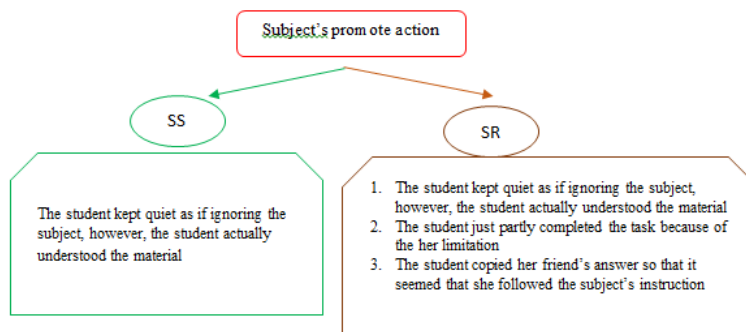 Subject's prom ote action
SS
SR
The student kept quiet as if ignoring the
subject, however, the student actually
understood the material
1. The student kept quiet as if ignoring the subject,
however, the student actually understood the material
2. The student just partly completed the task because of
the her limitation
3. The student copied her friend's answer so that it
seemed that she followed the subject's instruction